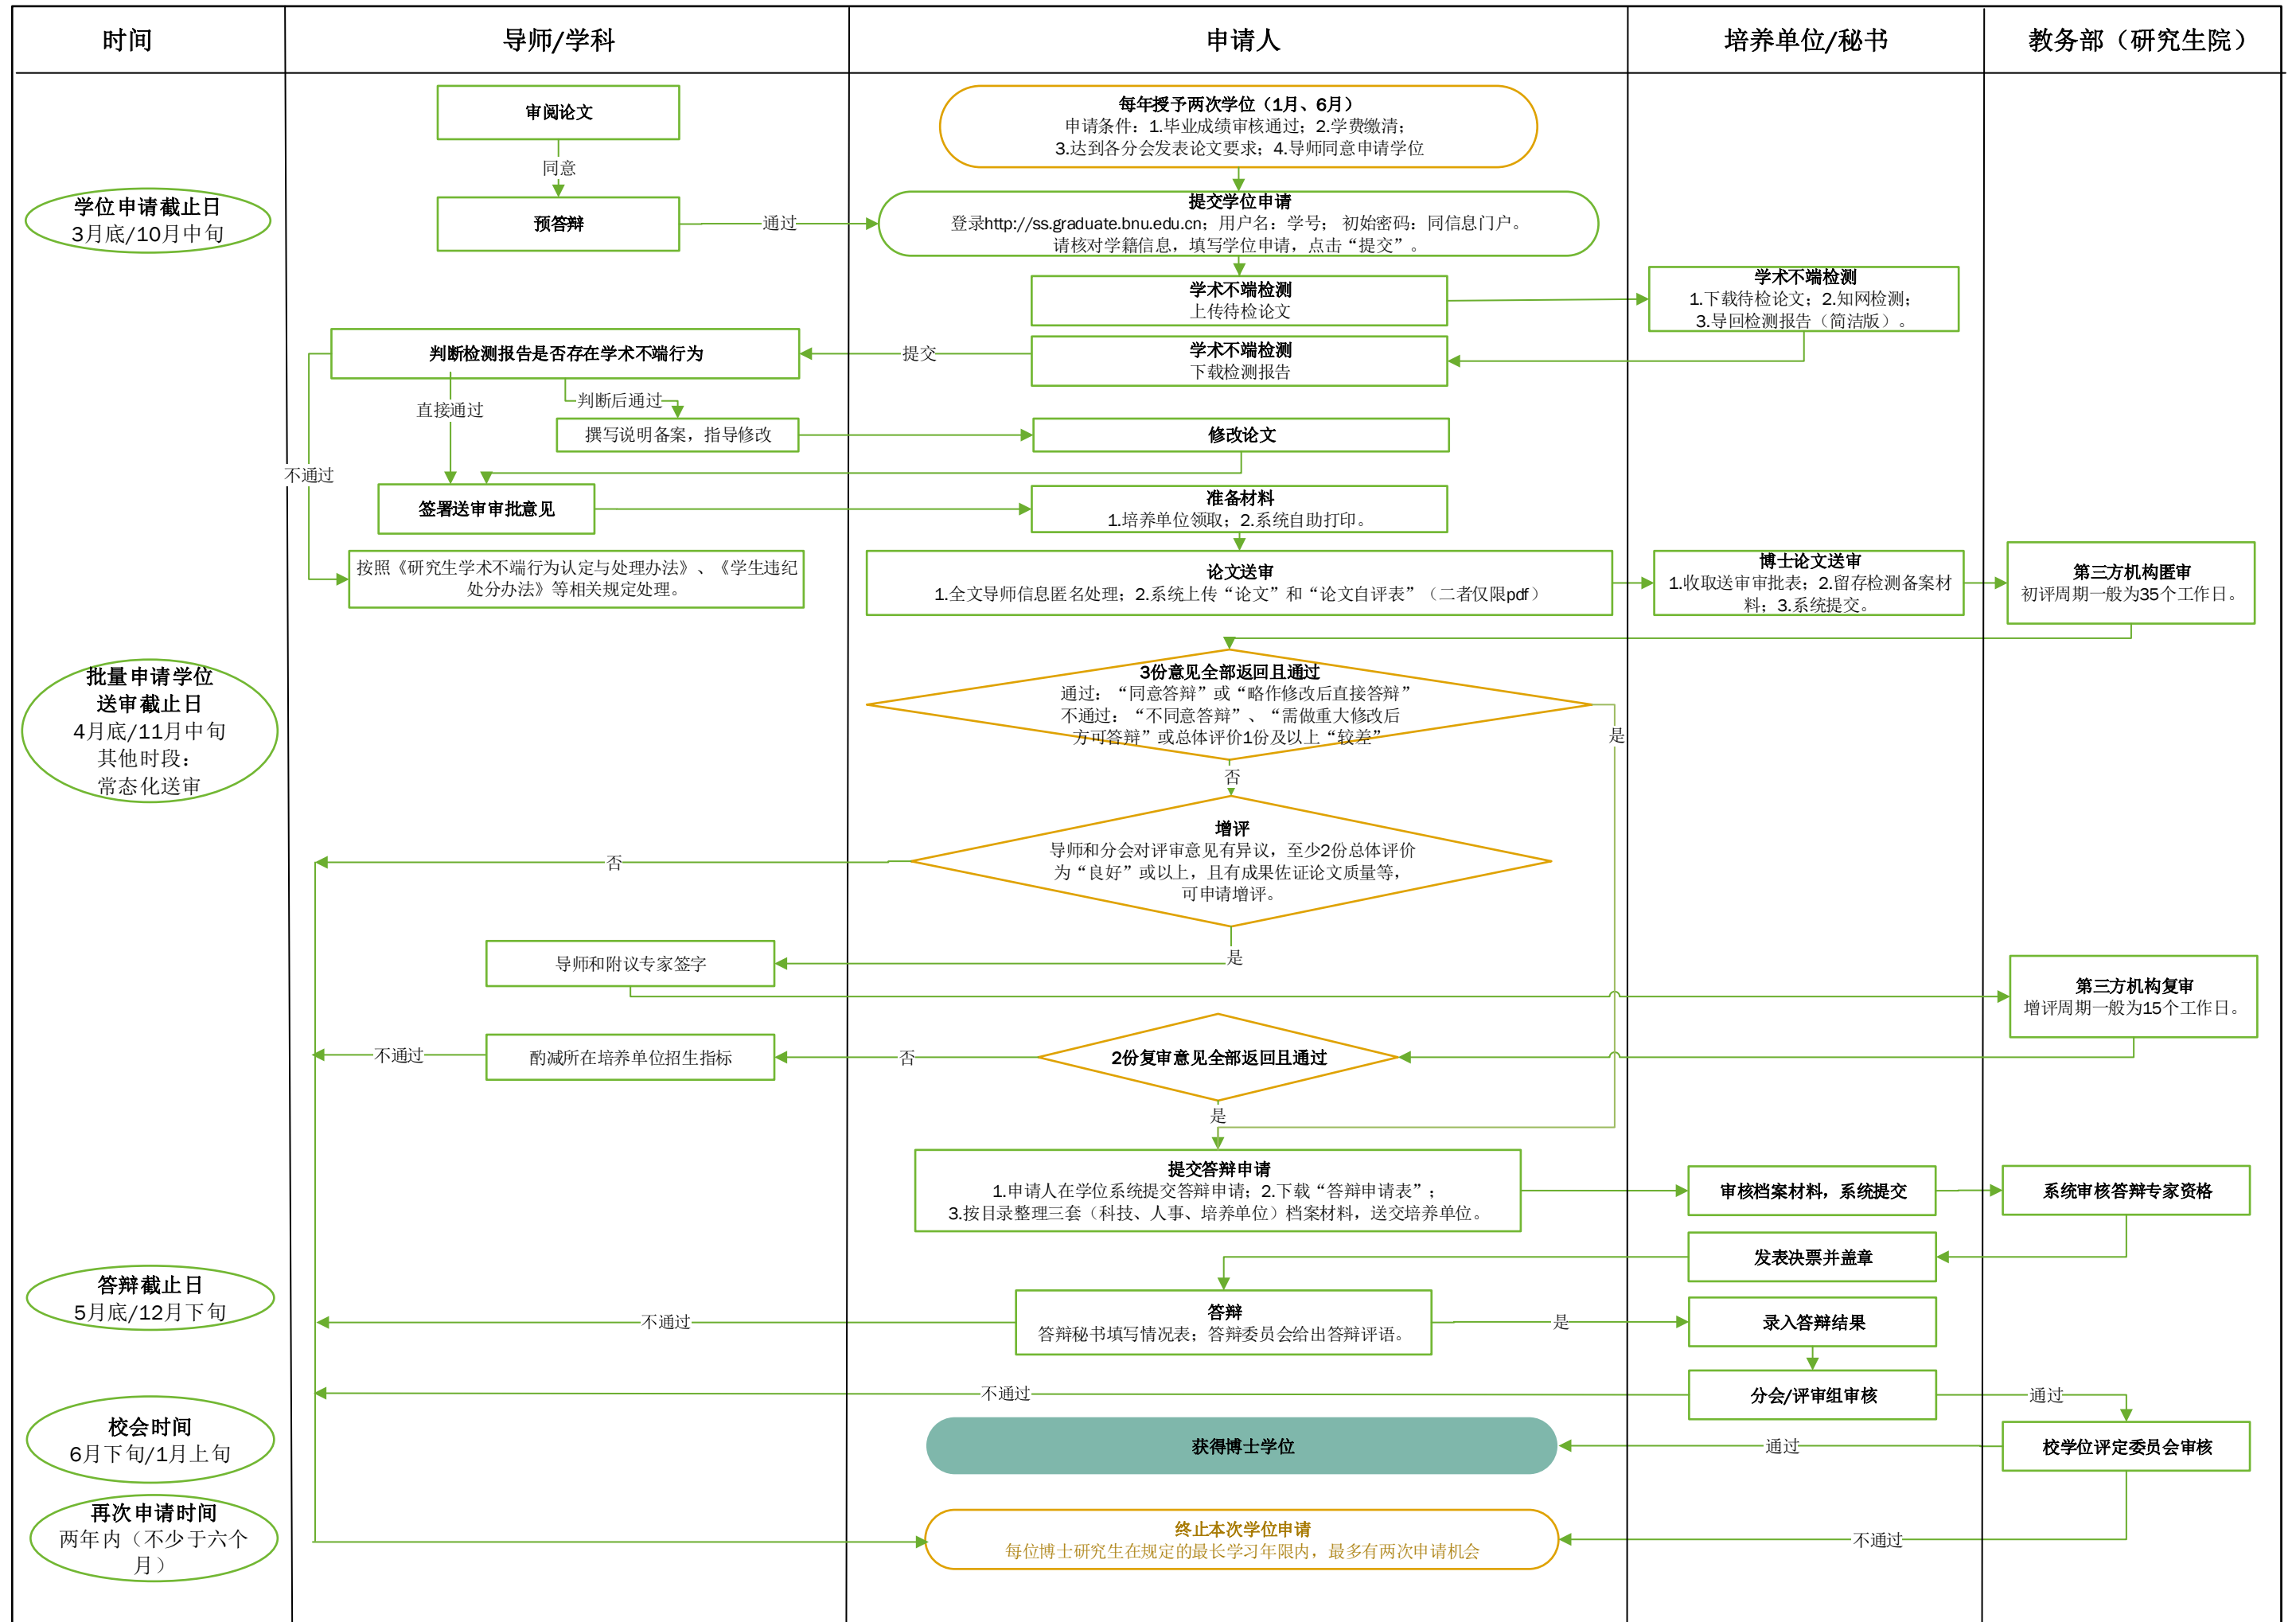 时间
导师/学科
申请人
培养单位/秘书
教务部（研究生院）
审阅论文
每年授予两次学位（1月、6月）
申请条件：1.毕业成绩审核通过；2.学费缴清；
3.达到各分会发表论文要求；4.导师同意申请学位
同意
学位申请截止日
3月底/10月中旬
预答辩
通过
提交学位申请
登录http://ss.graduate.bnu.edu.cn；用户名：学号； 初始密码：同信息门户。
请核对学籍信息，填写学位申请，点击“提交”。
学术不端检测
上传待检论文
学术不端检测
1.下载待检论文；2.知网检测；
3.导回检测报告（简洁版）。
判断检测报告是否存在学术不端行为
提交
学术不端检测
下载检测报告
直接通过
判断后通过
撰写说明备案，指导修改
修改论文
不通过
签署送审审批意见
准备材料
1.培养单位领取；2.系统自助打印。
按照《研究生学术不端行为认定与处理办法》、《学生违纪
处分办法》等相关规定处理。
论文送审
1.全文导师信息匿名处理；2.系统上传“论文”和“论文自评表”（二者仅限pdf）
博士论文送审
1.收取送审审批表；2.留存检测备案材
料；3.系统提交。
第三方机构匿审
初评周期一般为35个工作日。
批量申请学位
送审截止日
4月底/11月中旬
其他时段：
常态化送审
3份意见全部返回且通过
通过：“同意答辩”或“略作修改后直接答辩”
不通过：“不同意答辩”、“需做重大修改后
方可答辩”或总体评价1份及以上“较差”
是
否
增评
导师和分会对评审意见有异议，至少2份总体评价
为“良好”或以上，且有成果佐证论文质量等，
可申请增评。
否
是
导师和附议专家签字
第三方机构复审
增评周期一般为15个工作日。
不通过
酌减所在培养单位招生指标
否
2份复审意见全部返回且通过
是
提交答辩申请
1.申请人在学位系统提交答辩申请；2.下载“答辩申请表”；
3.按目录整理三套（科技、人事、培养单位）档案材料，送交培养单位。
审核档案材料，系统提交
系统审核答辩专家资格
发表决票并盖章
答辩截止日
5月底/12月下旬
不通过
答辩
答辩秘书填写情况表；答辩委员会给出答辩评语。
是
录入答辩结果
不通过
分会/评审组审核
通过
校会时间
6月下旬/1月上旬
获得博士学位
通过
校学位评定委员会审核
再次申请时间
两年内（不少于六个
月）
终止本次学位申请
每位博士研究生在规定的最长学习年限内，最多有两次申请机会
不通过